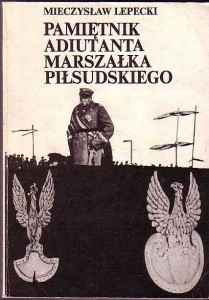 MIECZYSŁAW LEPECKI
PAMIĘTNIK
ADIUTANTA
MARSZAŁKA
PIŁSUDSKIEGO